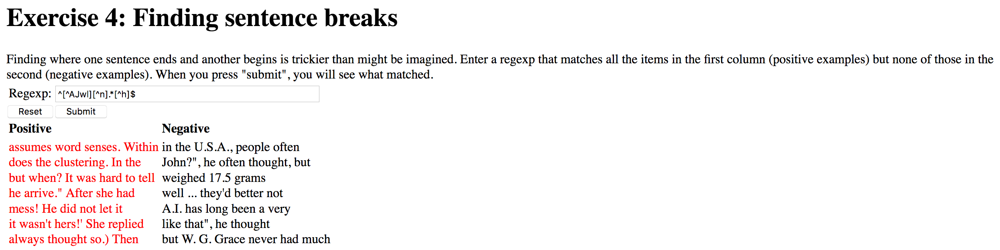 Exercise 4: Finding sentence breaks
Finding where one sentence ends and another begins is trickier than might be imagined. Enter a regexp that matches all the items in the first column (positive examples) but none of those in the
second (negative examples). When you press "submit", you will see what matched.
Regexp: ^[^AJwl][^n].*[^h]$
Reset Submit
Positive Negative
assumes word senses. Within in the U.S.A., people often
does the clustering. In the John?", he often thought, but
but when? It was hard to tell weighed 17.5 grams
he arrive." After she had well ... they'd better not
mess! He did not let it A.I. has long been a very
it wasn't hers!' She replied like that", he thought
always thought so.) Then but W. G. Grace never had much